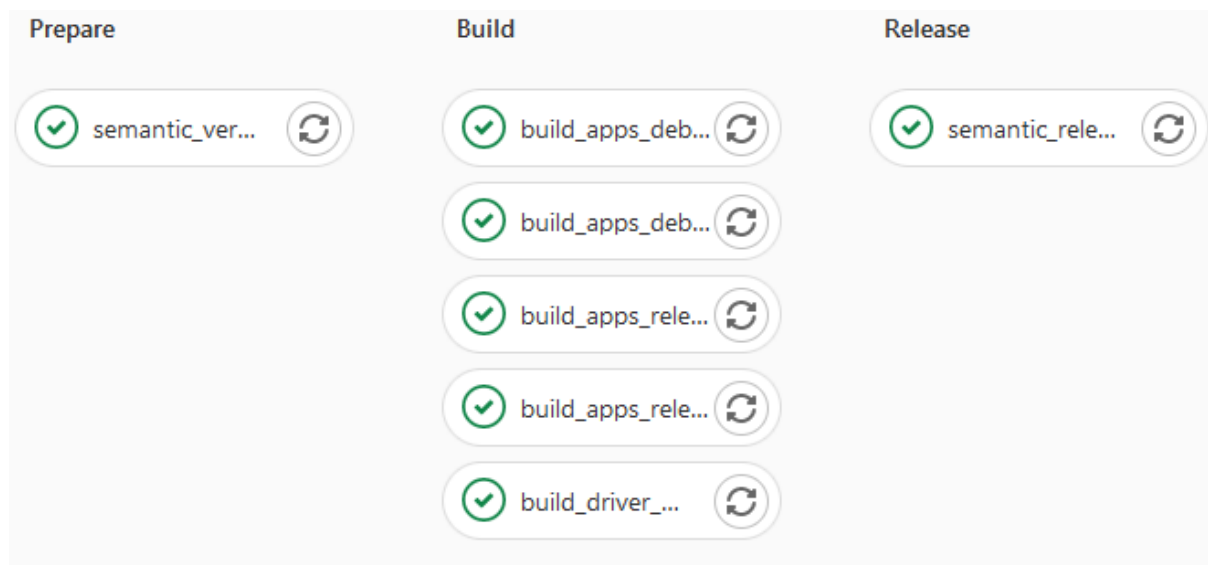 Prepare
semantic_ver...
Build
build_apps_deb...
build_apps_deb...
build_apps_rele...
build_apps_rele...
build_driver_...
Release
semantic_rele...